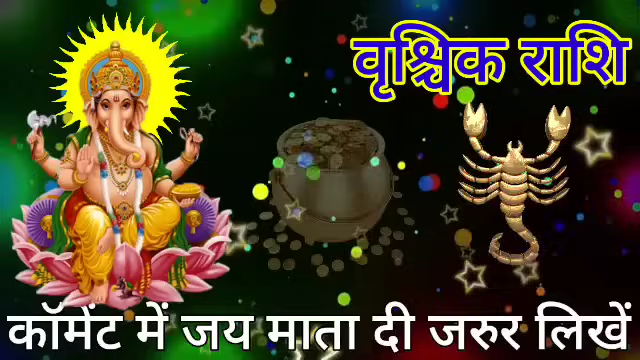 वृश्चिक राशि
कॉमेंट में जय माता दी जरुर लिखें